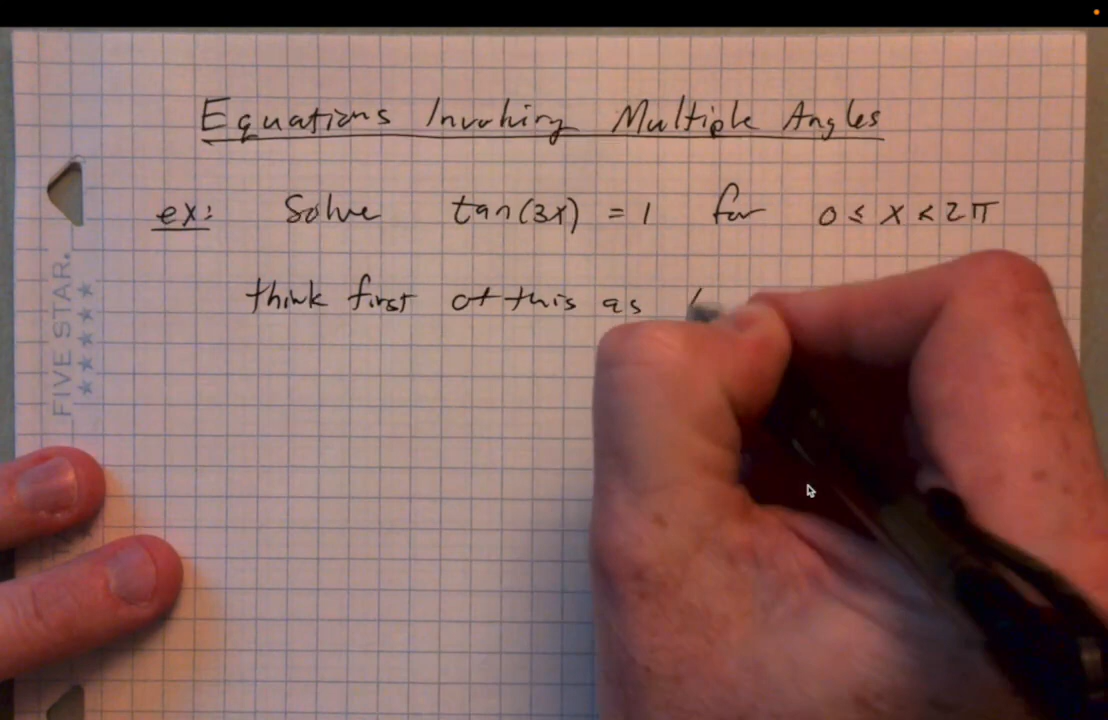 Equations Involving Multiple Angles
ex: Solve tan(3x) = 1 for 0 ≤ x < 2π
think first of this as
FIVE STAR.
★★★★★